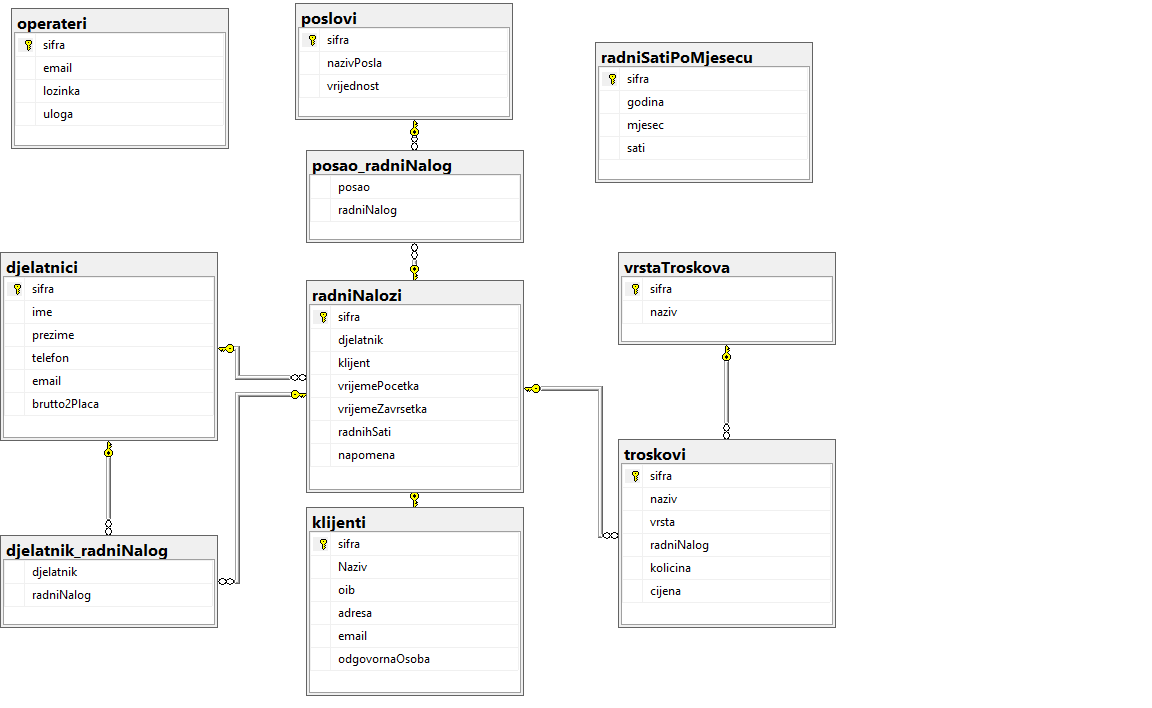 operateri
sifra
email
lozinka
uloga
poslovi
sifra
nazivPosla
vrijednost
radniSatiPoMjesecu
sifra
godina
mjesec
sati
posao_radniNalog
posao
radniNalog
djelatnici
sifra
ime
prezime
telefon
email
brutto2Placa
radniNalozi
sifra
djelatnik
klijent
vrijemePocetka
vrijemeZavrsetka
radnihSati
napomena
vrstaTroskova
sifra
naziv
troskovi
sifra
naziv
vrsta
radniNalog
kolicina
cijena
djelatnik_radniNalog
djelatnik
radniNalog
klijenti
sifra
Naziv
oib
adresa
email
odgovornaOsoba